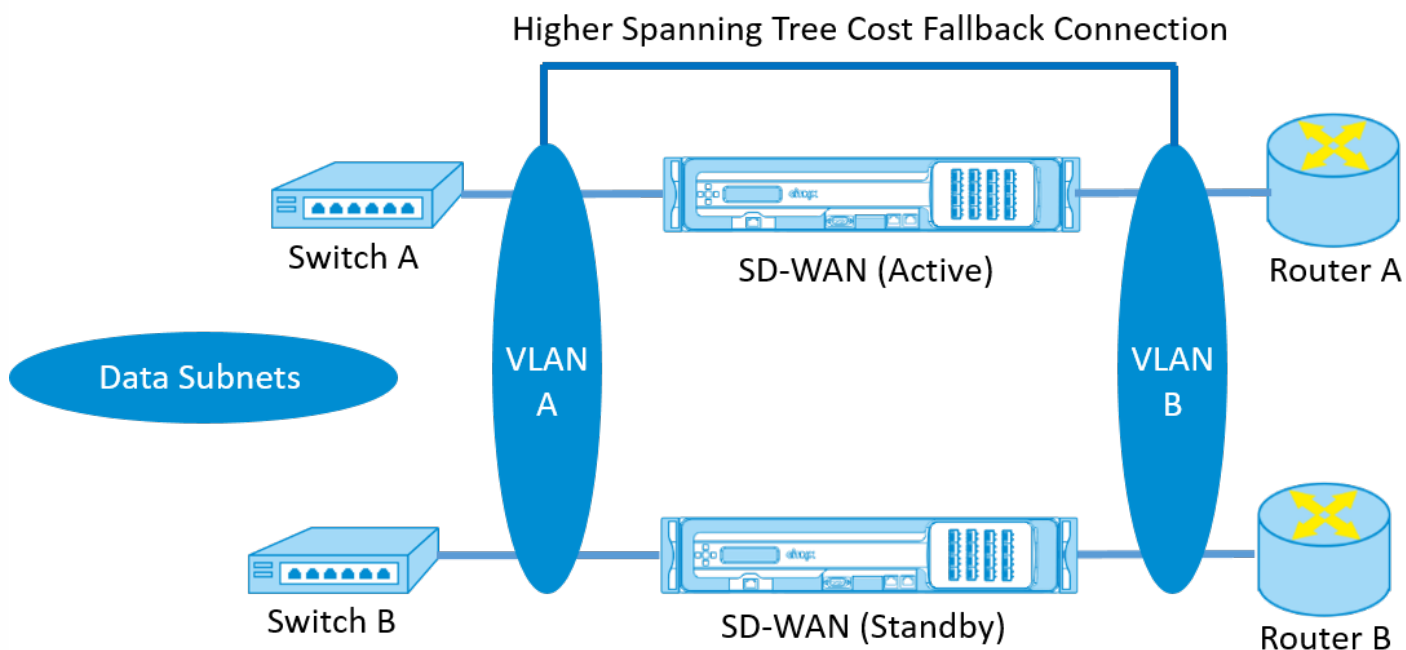 Higher Spanning Tree Cost Fallback Connection
Switch A
SD-WAN (Active)
Router A
Data Subnets
VLAN
A
VLAN
B
Switch B
SD-WAN (Standby)
Router B